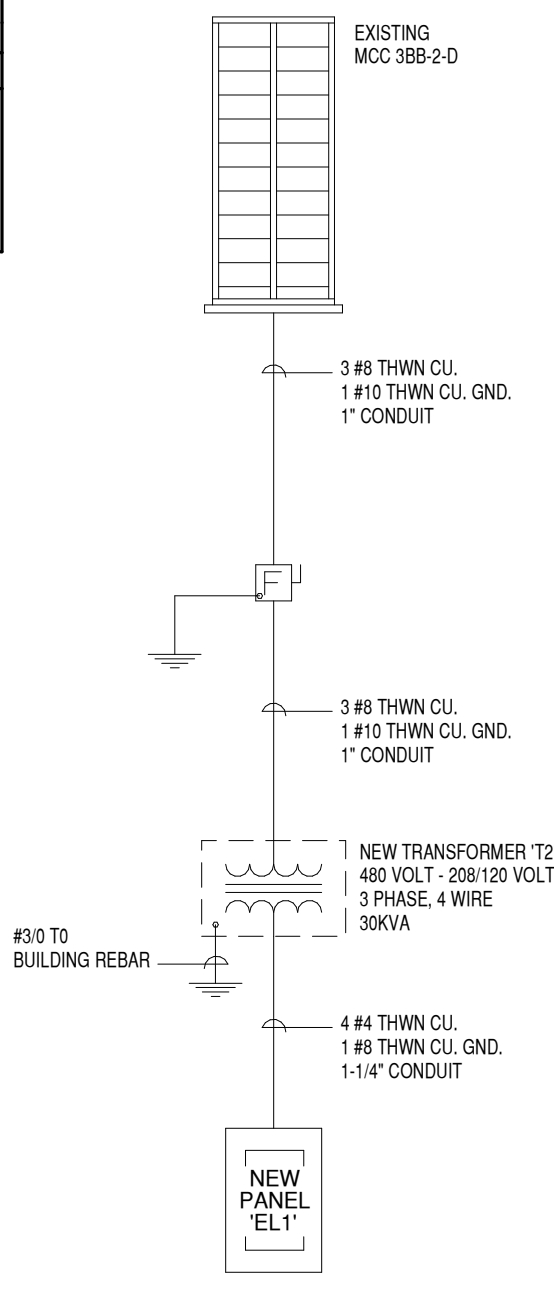 EXISTING
MCC 3BB-2-D
3 #8 THWN CU.
1 #10 THWN CU. GND.
1" CONDUIT
F
3 #8 THWN CU.
1 #10 THWN CU. GND.
1" CONDUIT
NEW TRANSFORMER 'T2
480 VOLT - 208/120 VOLT
3 PHASE, 4 WIRE
30KVA
#3/0 T0
BUILDING REBAR
4 #4 THWN CU.
1 #8 THWN CU. GND.
1-1/4" CONDUIT
NEW
PANEL
'EL1'